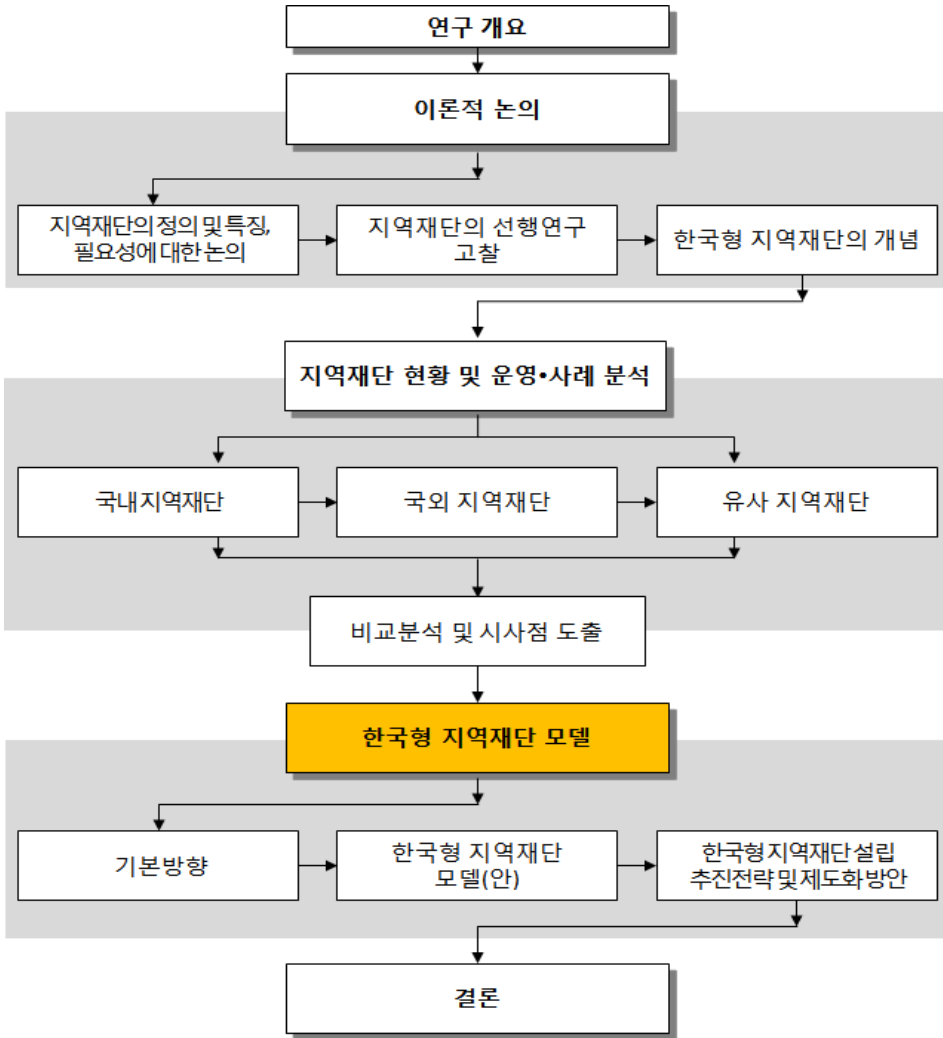 연구 개요
이론적 논의
지역재단의 정의 및 특징,
필요성에 대한 논의
지역재단의 선행연구
고찰
한국형 지역재단의 개념
지역재단 현황 및 운영•사례 분석
국내 지역재단
국외 지역재단
유사 지역재단
비교분석 및 시사점 도출
한국형 지역재단 모델
기본방향
한국형 지역재단
모델(안)
한국형 지역재단 설립
추진전략 및 제도화 방안
결론